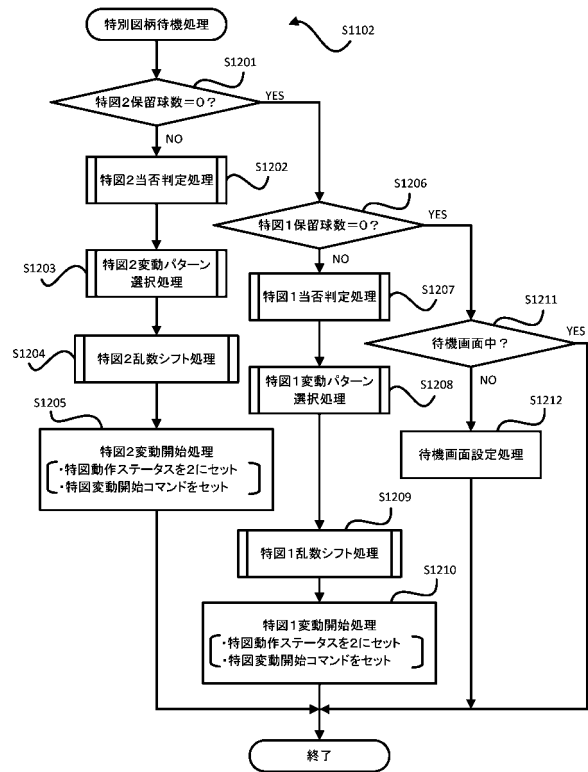 特別図柄待機処理
S1102
S1201
特図2保留球数=0?
YES
NO
特図2当否判定処理
S1202
S1206
特図1保留球数=0?
YES
NO
S1203
特図2変動パターン
選択処理
特図1当否判定処理
S1207
S1211
待機画面中?
YES
NO
S1204
特図2乱数シフト処理
特図1変動パターン
選択処理
S1208
S1205
特図2変動開始処理
・特図動作ステータスを2にセット
・特図変動開始コマンドをセット
S1212
待機画面設定処理
S1209
特図1乱数シフト処理
S1210
特図1変動開始処理
・特図動作ステータスを2にセット
・特図変動開始コマンドをセット
終了